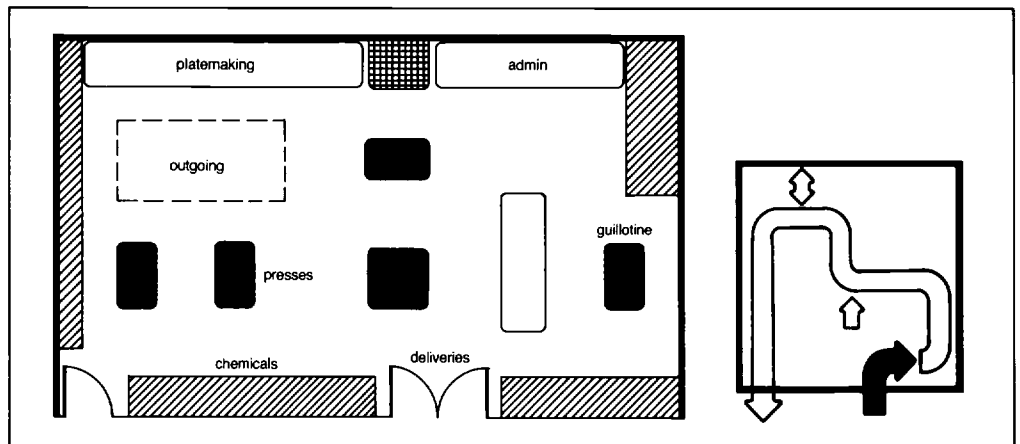 platemaking
admin
outgoing
guillotine
presses
chemicals
deliveries